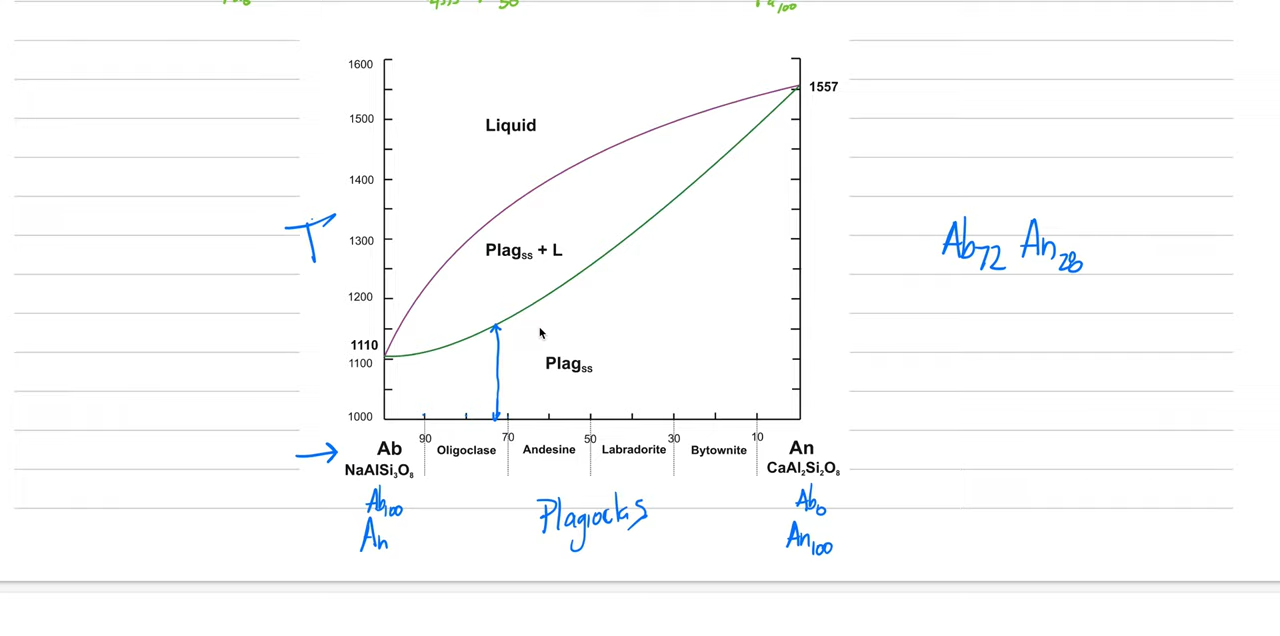 1600
1557
1500
Liquid
1400
T
1300
Plagss + L
Ab72 An28
1200
1110
1100
Plagss
1000
90 70 50 30 10
Ab Oligoclase Andesine Labradorite Bytownite An
NaAlSi3O8 CaAl2Si2O8
Ab100 Plagiocks Ab0
An An100